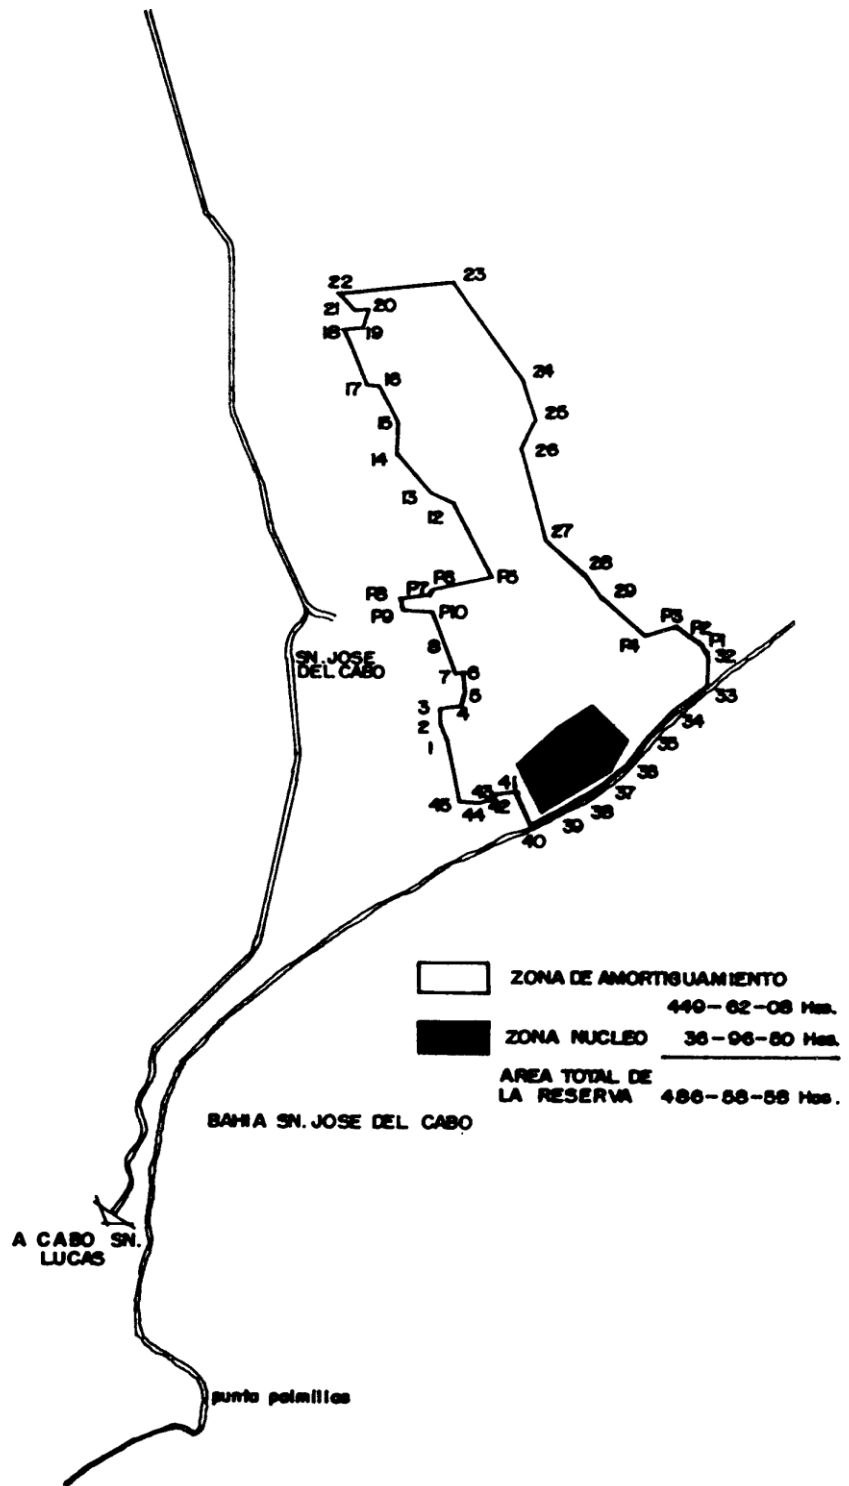 22
23
21
20
18
19
17
16
24
15
25
14
26
13
12
27
28
P5
P6
P7
P8
29
P9
P10
P3
P2
P1
P4
8
32
SN. JOSE
DEL CABO
7
6
5
33
3
4
34
2
35
1
36
41
37
45
43
44
42
38
39
40
ZONA DE AMORTIGUAMIENTO
449-62-08 Has.
ZONA NUCLEO 36-96-50 Has.
AREA TOTAL DE
LA RESERVA 486-58-58 Has.
BAHIA SN. JOSE DEL CABO
A CABO SN.
LUCAS
punta palmillas